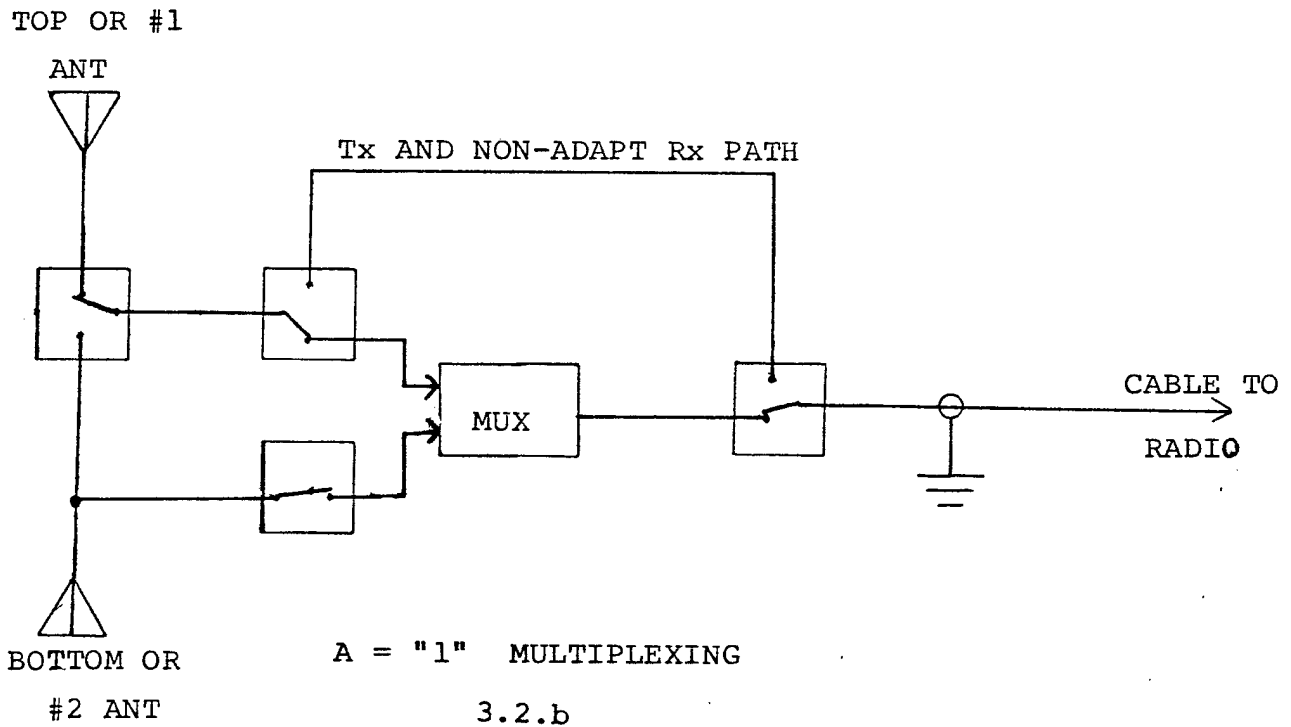 TOP OR #1
ANT
Tx AND NON-ADAPT Rx PATH
MUX
CABLE TO
RADIO
BOTTOM OR
#2 ANT
A = "1" MULTIPLEXING
3.2.b